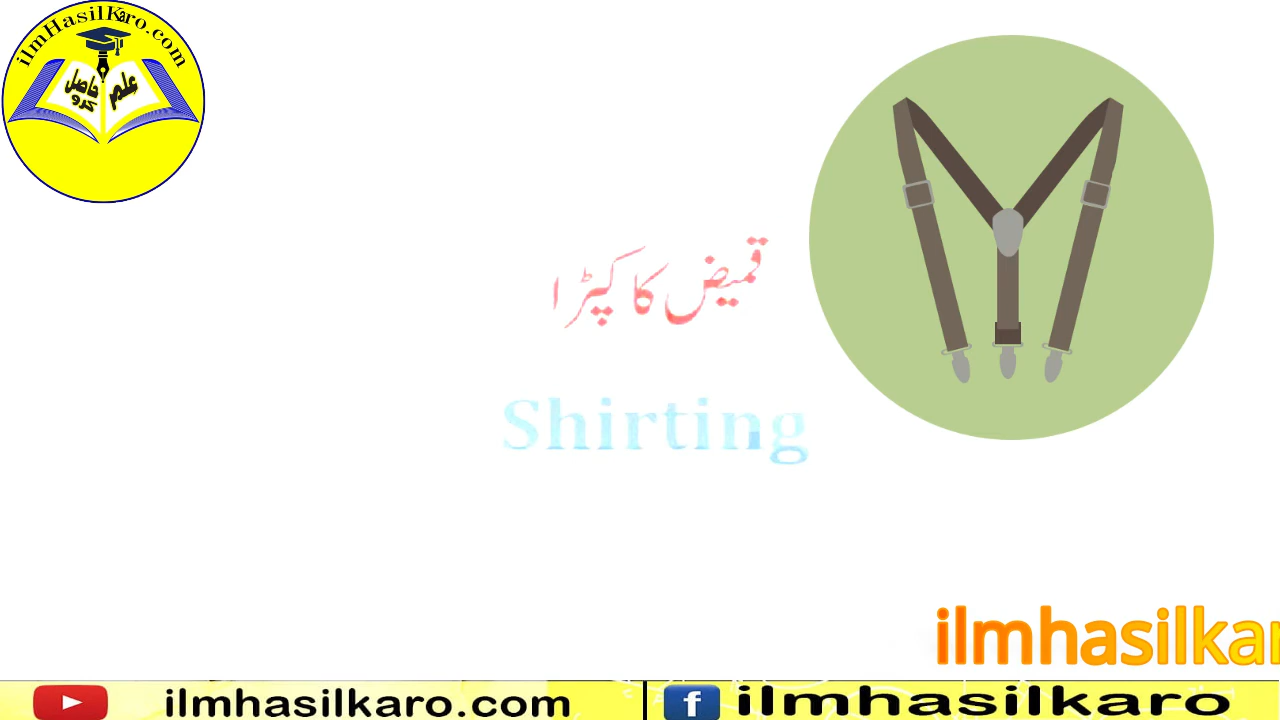 ilmHasilKaro.com
علم حاصل کرو
قمیض کا کپڑا
Shirting
ilmhasilkar
ilmhasilkaro.com
f ilmhasilkaro